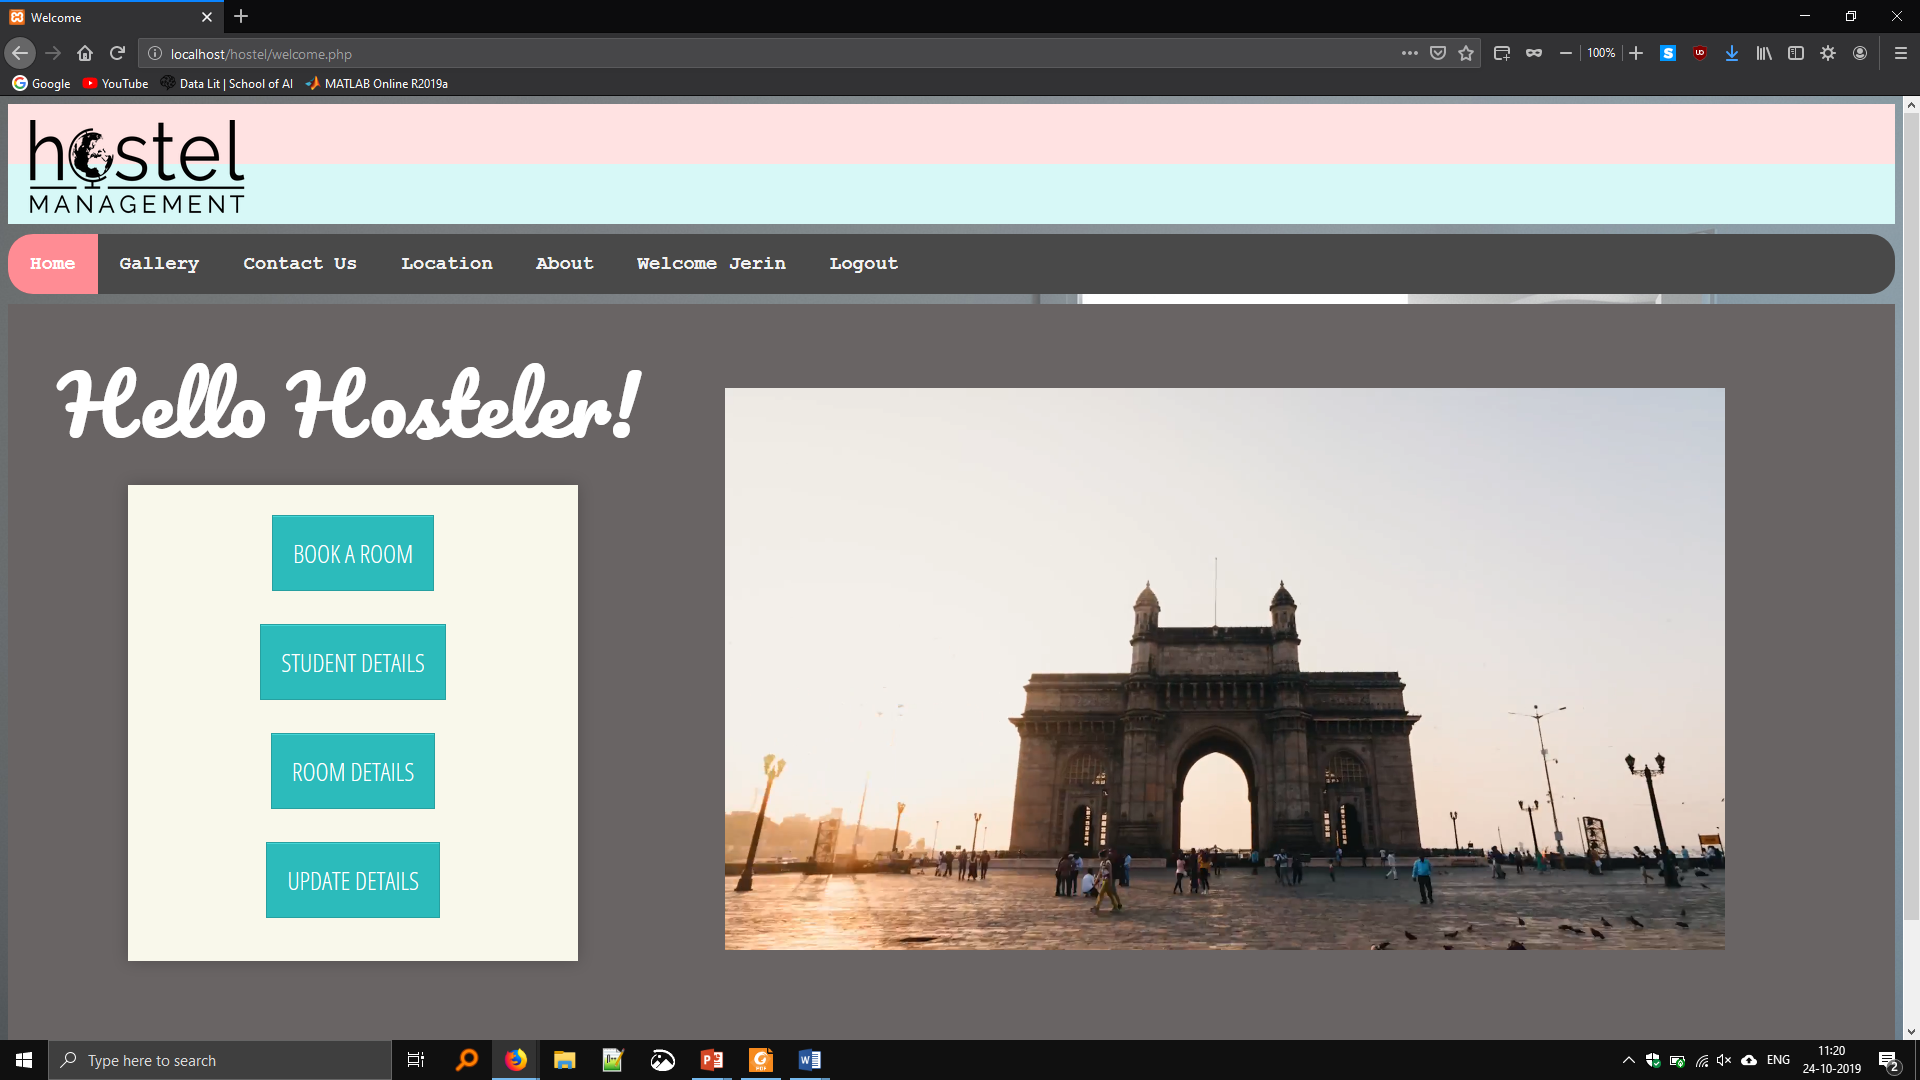 Welcome
localhost/hostel/welcome.php
100%
Google
YouTube
Data Lit | School of AI
MATLAB Online R2019a
hostel
MANAGEMENT
Home
Gallery
Contact Us
Location
About
Welcome Jerin
Logout
Hello Hosteler!
BOOK A ROOM
STUDENT DETAILS
ROOM DETAILS
UPDATE DETAILS
Type here to search
ENG
11:20
24-10-2019
2